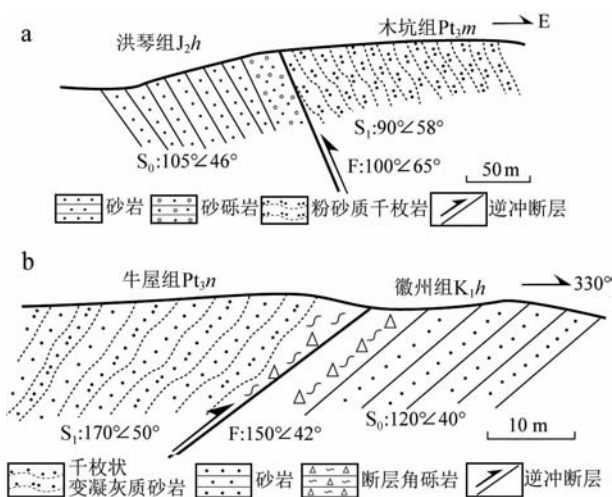 a
洪琴组J₂h
木坑组Pt₃m
E
S₁:90°∠58°
S₀:105°∠46°
F:100°∠65°
50 m
砂岩
砂砾岩
粉砂质千枚岩
逆冲断层
b
牛屋组Pt₃n
徽州组K₁h
330°
S₁:170°∠50°
F:150°∠42°
S₀:120°∠40°
10 m
千枚状
变凝灰质砂岩
砂岩
断层角砾岩
逆冲断层